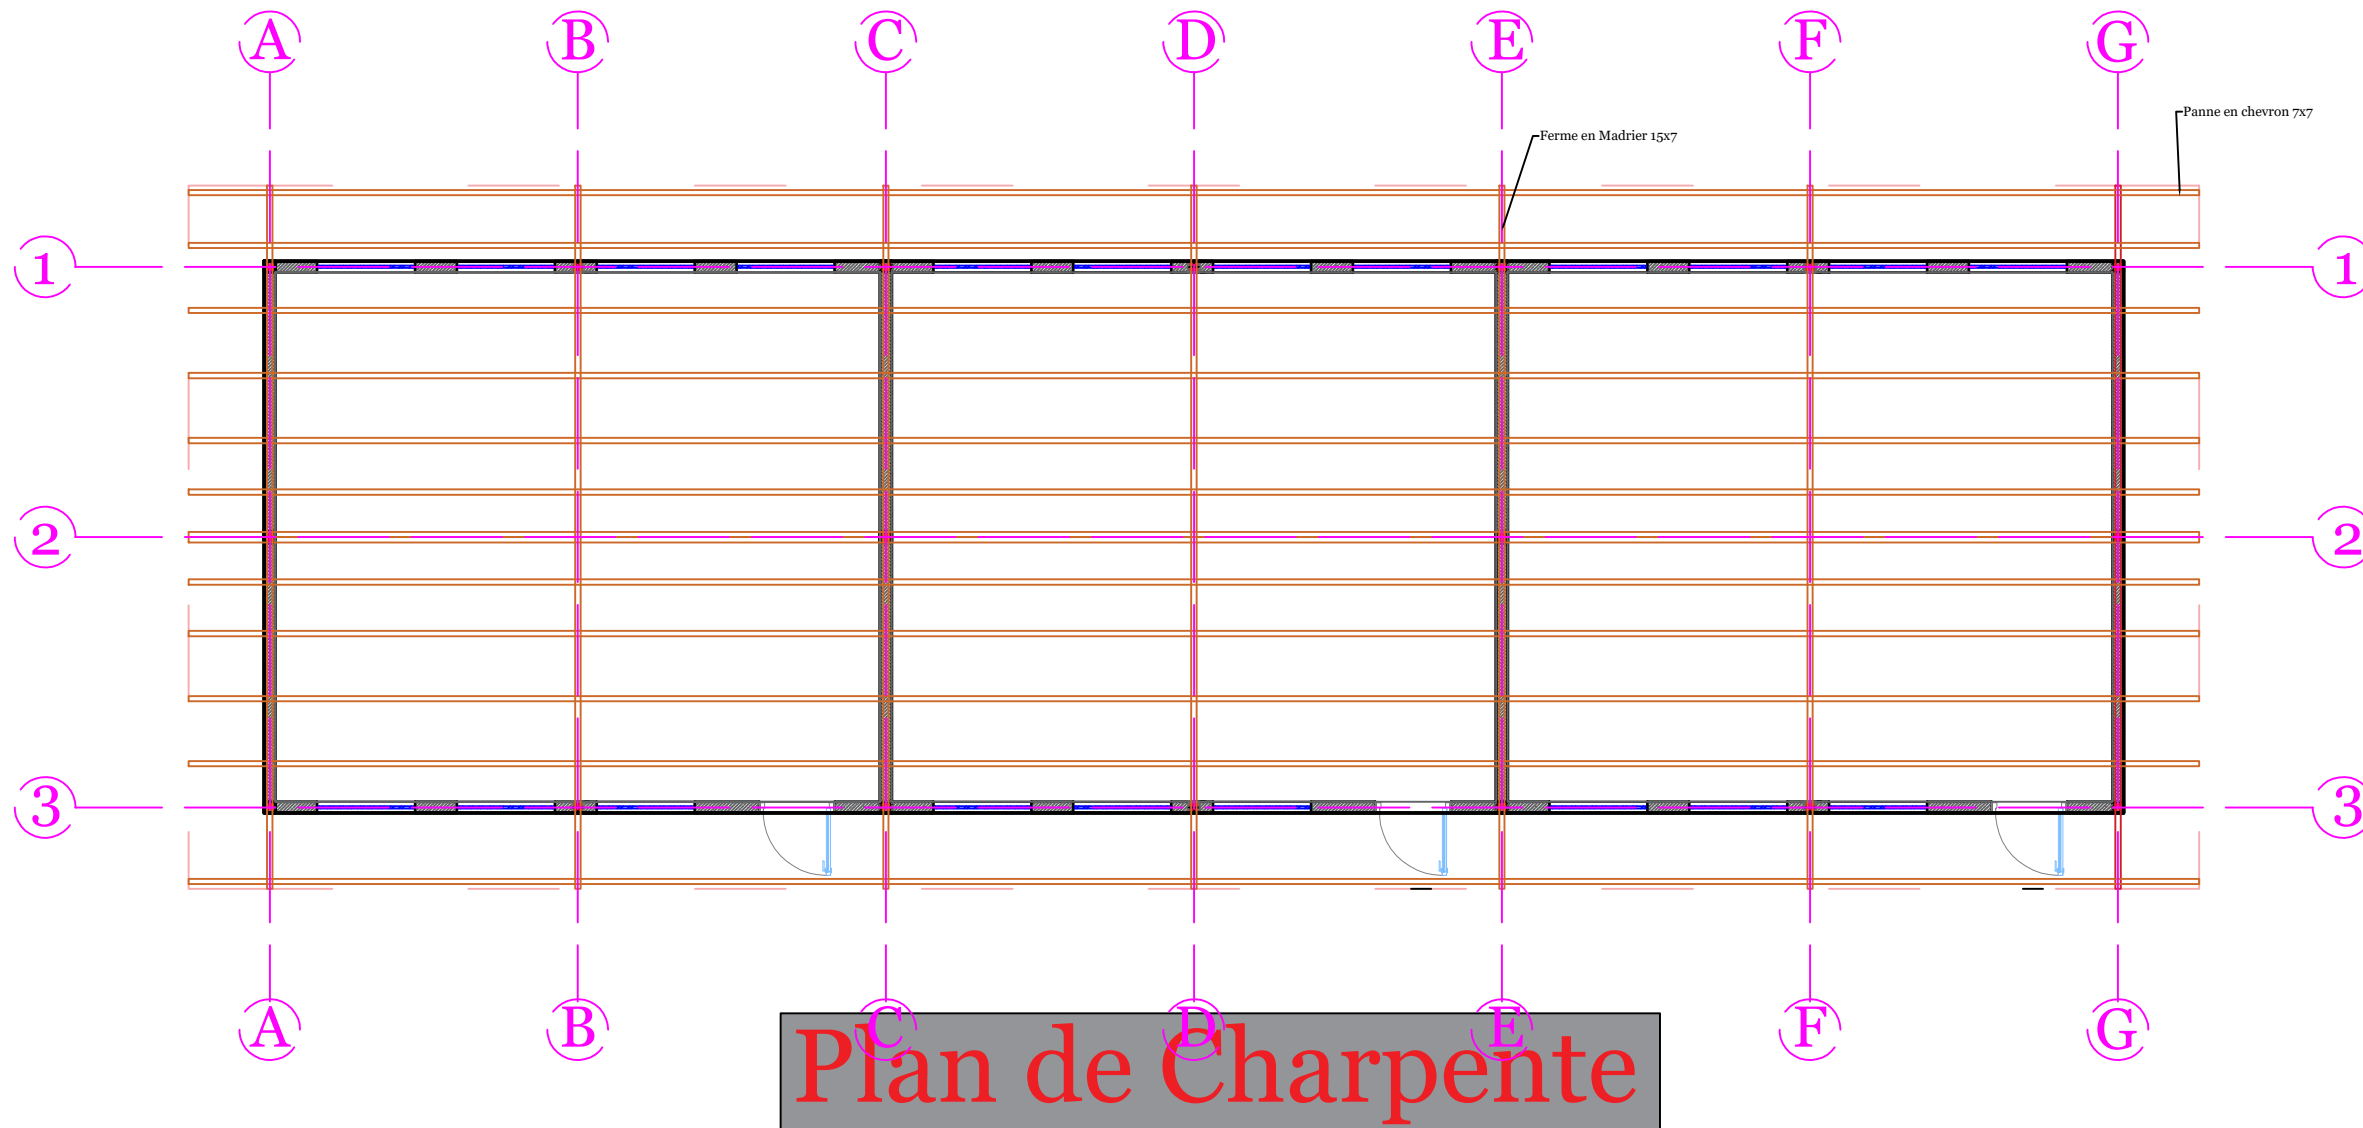 A B C D E F G
Panne en chevron 7x7
Ferme en Madrier 15x7
1 1
2 2
3 3
A B C D E F G
Plan de Charpente